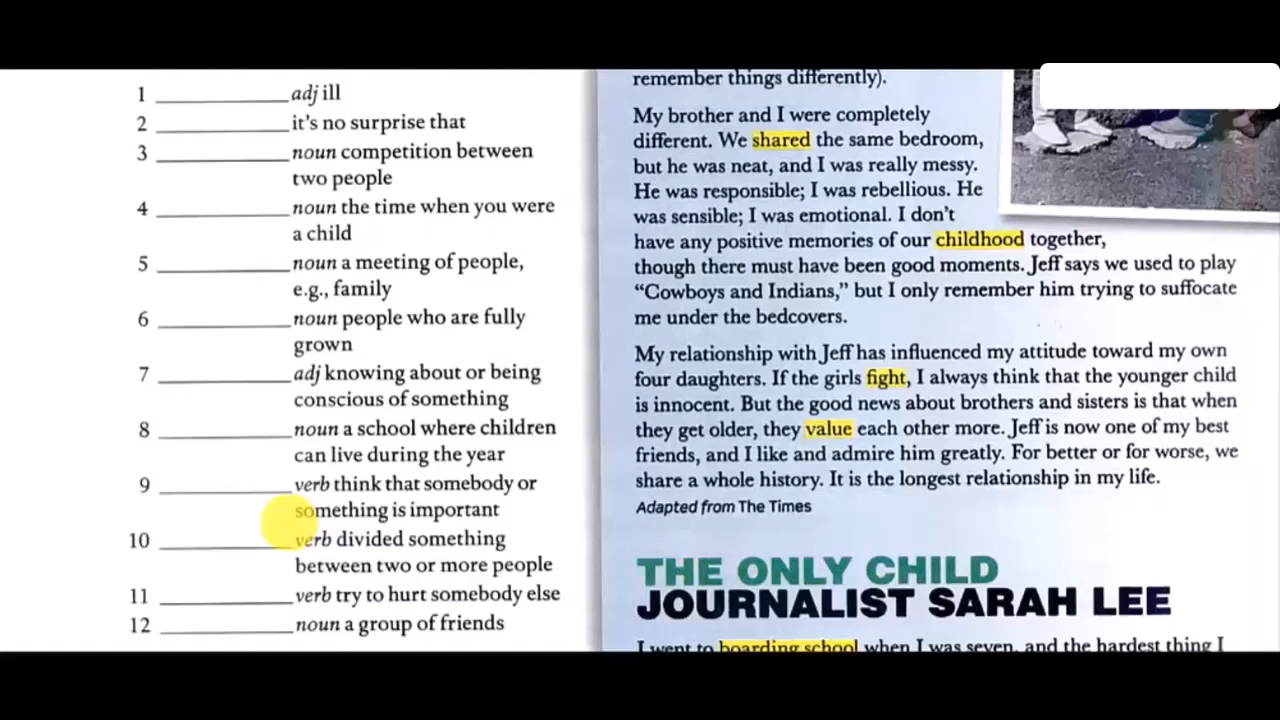 1 ____________ adj ill
2 ____________ it's no surprise that
3 ____________ noun competition between
two people
4 ____________ noun the time when you were
a child
5 ____________ noun a meeting of people,
e.g., family
6 ____________ noun people who are fully
grown
7 ____________ adj knowing about or being
conscious of something
8 ____________ noun a school where children
can live during the year
9 ____________ verb think that somebody or
something is important
10 ____________ verb divided something
between two or more people
11 ____________ verb try to hurt somebody else
12 ____________ noun a group of friends
remember things differently).
My brother and I were completely
different. We shared the same bedroom,
but he was neat, and I was really messy.
He was responsible; I was rebellious. He
was sensible; I was emotional. I don't
have any positive memories of our childhood together,
though there must have been good moments. Jeff says we used to play
“Cowboys and Indians,” but I only remember him trying to suffocate
me under the bedcovers.
My relationship with Jeff has influenced my attitude toward my own
four daughters. If the girls fight, I always think that the younger child
is innocent. But the good news about brothers and sisters is that when
they get older, they value each other more. Jeff is now one of my best
friends, and I like and admire him greatly. For better or for worse, we
share a whole history. It is the longest relationship in my life.
Adapted from The Times
THE ONLY CHILD
JOURNALIST SARAH LEE
I went to boarding school when I was seven, and the hardest thing I